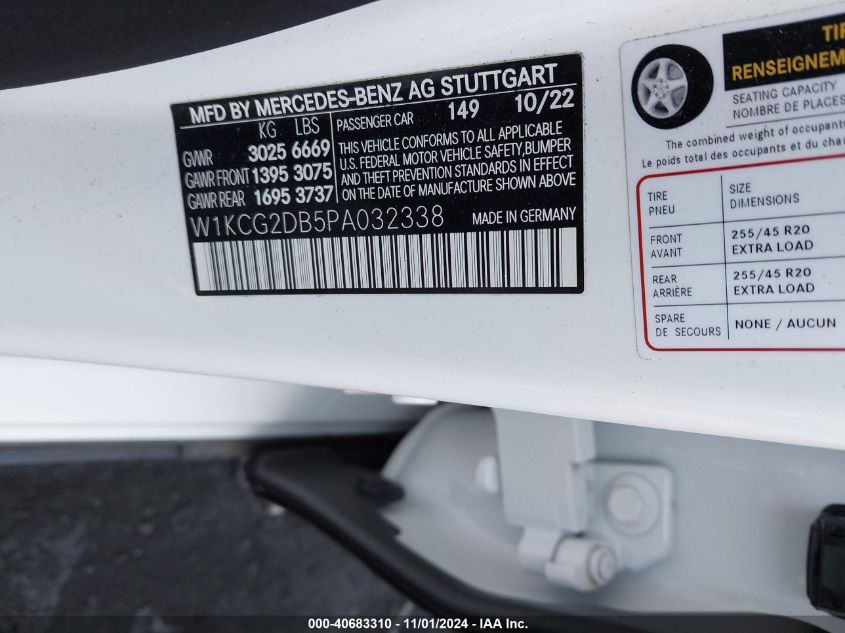 MFD BY MERCEDES-BENZ AG STUTTGART
KG LBS
GVWR 3025 6669
GAWR FRONT 1395 3075
GAWR REAR 1695 3737
PASSENGER CAR 149 10/22
THIS VEHICLE CONFORMS TO ALL APPLICABLE
U.S. FEDERAL MOTOR VEHICLE SAFETY,BUMPER
AND THEFT PREVENTION STANDARDS IN EFFECT
ON THE DATE OF MANUFACTURE SHOWN ABOVE
W1KCG2DB5PA032338 MADE IN GERMANY
RENSEIGNEM
SEATING CAPACITY
NOMBRE DE PLACES
The combined weight of occupant
Le poids total des occupants et du cha
TIRE SIZE
PNEU DIMENSIONS
FRONT 255/45 R20
AVANT EXTRA LOAD
REAR 255/45 R20
ARRIÈRE EXTRA LOAD
SPARE
DE SECOURS NONE / AUCUN
000-40683310 - 11/01/2024 - IAA Inc.